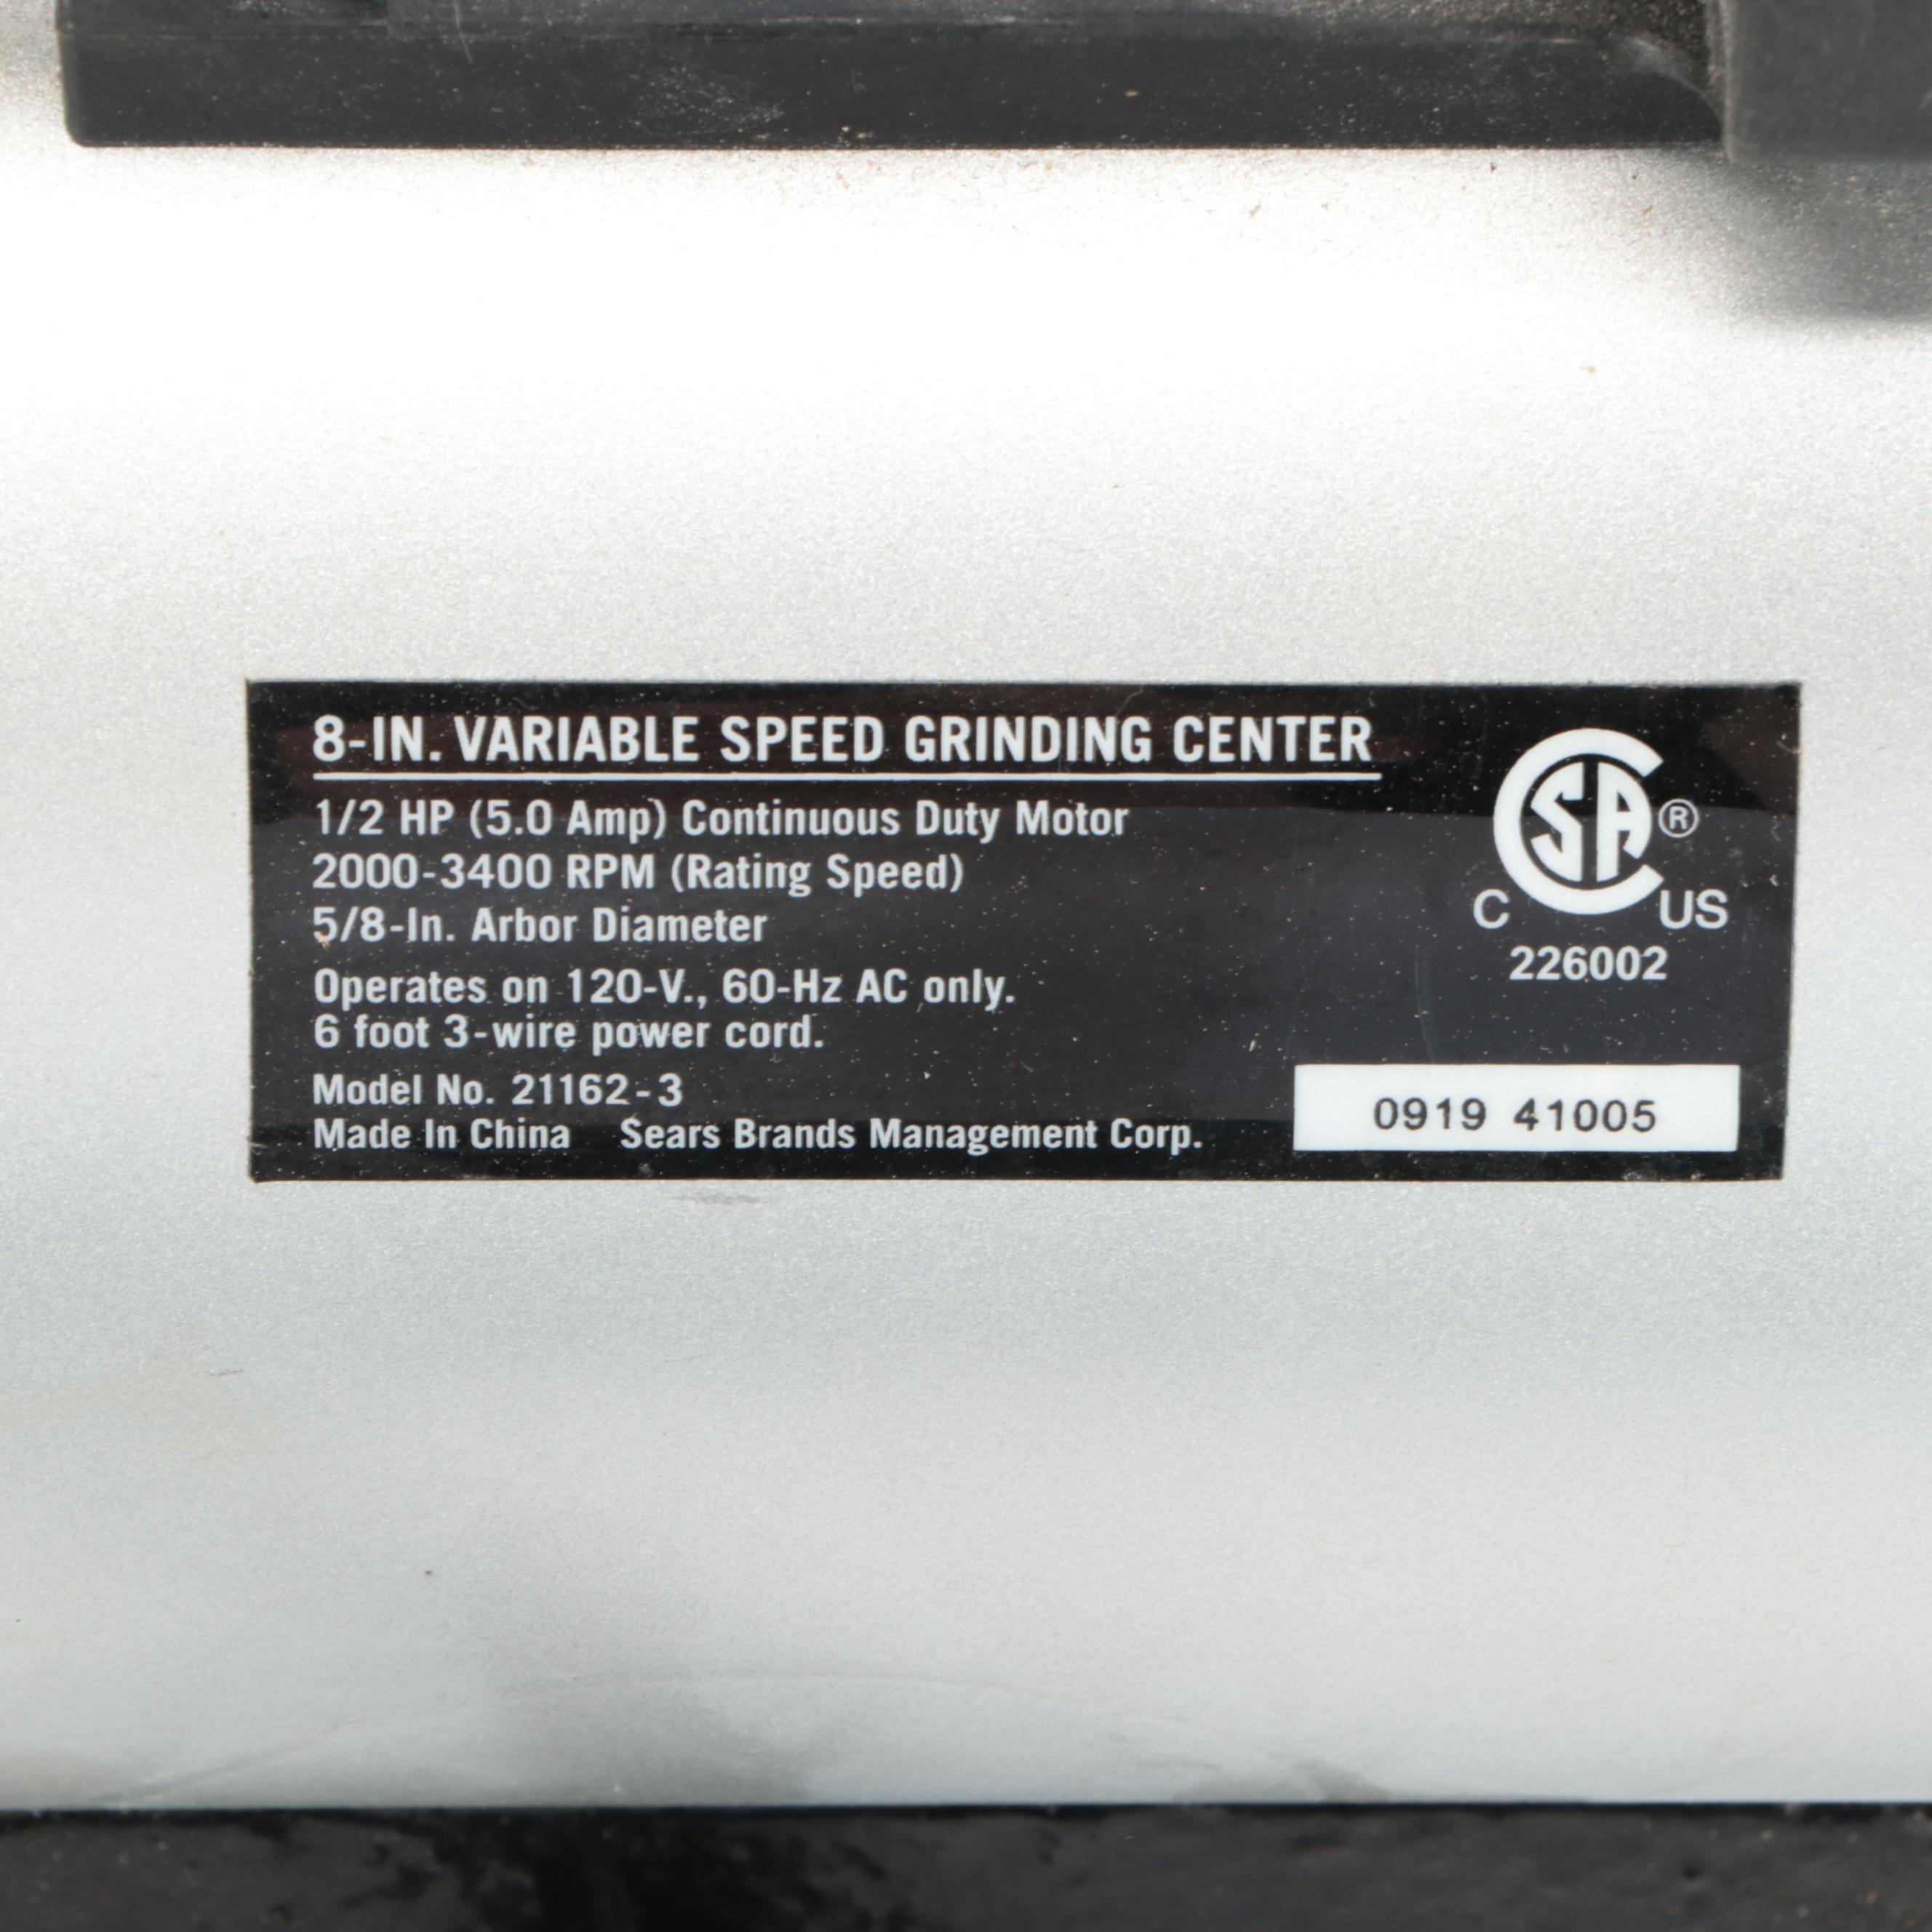 8-IN. VARIABLE SPEED GRINDING CENTER
1/2 HP (5.0 Amp) Continuous Duty Motor
2000-3400 RPM (Rating Speed)
5/8-In. Arbor Diameter
Operates on 120-V., 60-Hz AC only.
6 foot 3-wire power cord.
Model No. 21162-3
Made In China Sears Brands Management Corp.
CSA ®
C US
226002
0919 41005